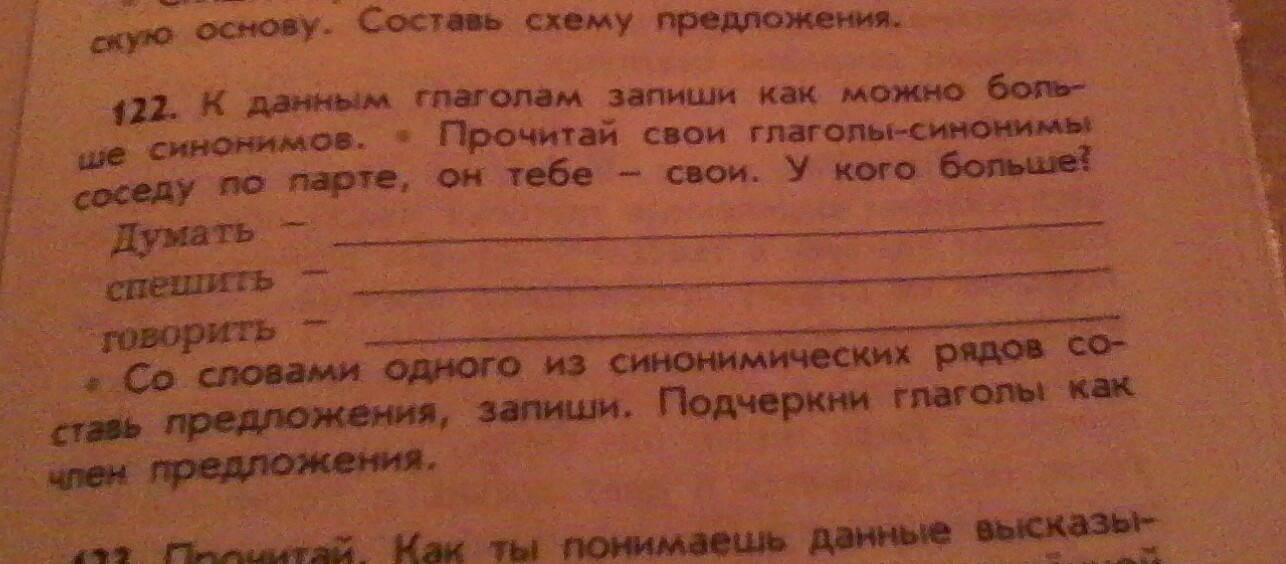 скую основу. Составь схему предложения.
122. К данным глаголам запиши как можно боль-
ше синонимов. • Прочитай свои глаголы-синонимы
соседу по парте, он тебе – свои. У кого больше?
Думать –
спешить –
говорить –
• Со словами одного из синонимических рядов со-
ставь предложения, запиши. Подчеркни глаголы как
член предложения.
123. Прочитай. Как ты понимаешь данные высказы-